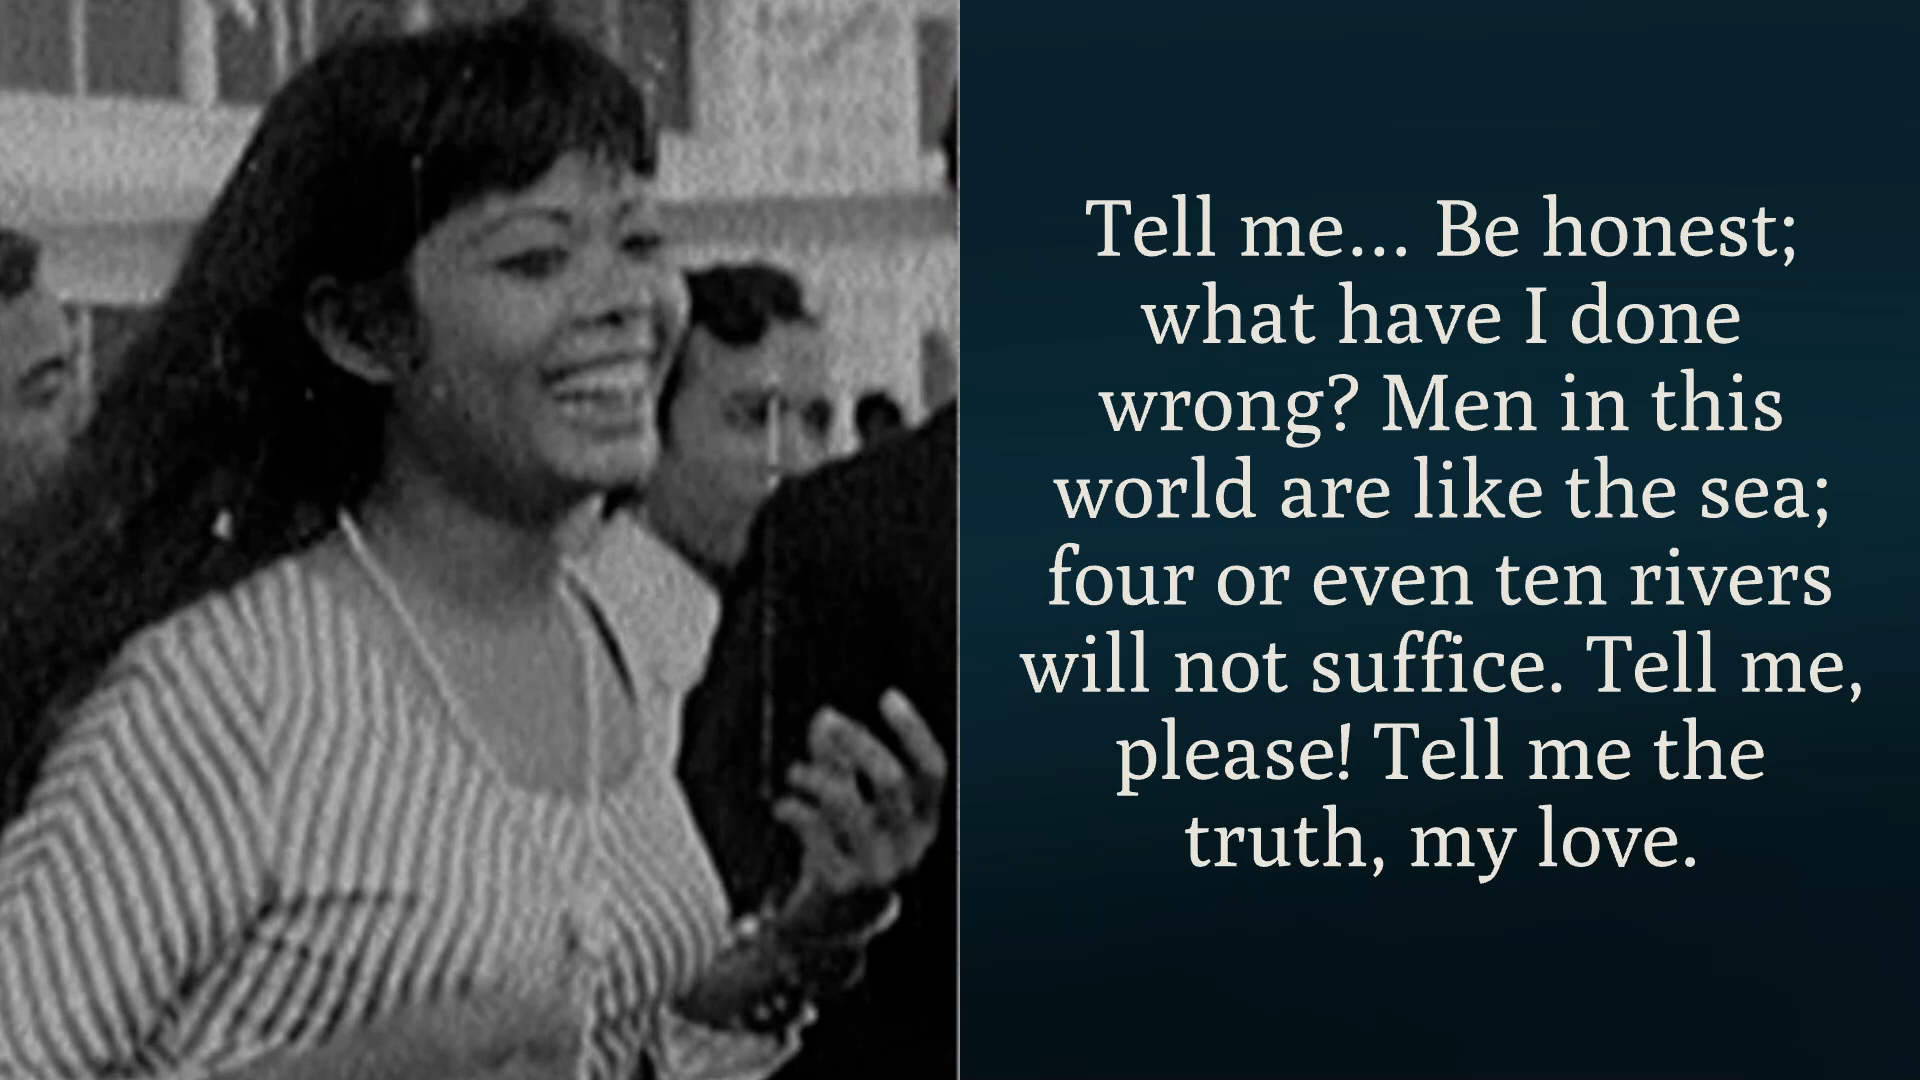 Tell me... Be honest;
what have I done
wrong? Men in this
world are like the sea;
four or even ten rivers
will not suffice. Tell me,
please! Tell me the
truth, my love.